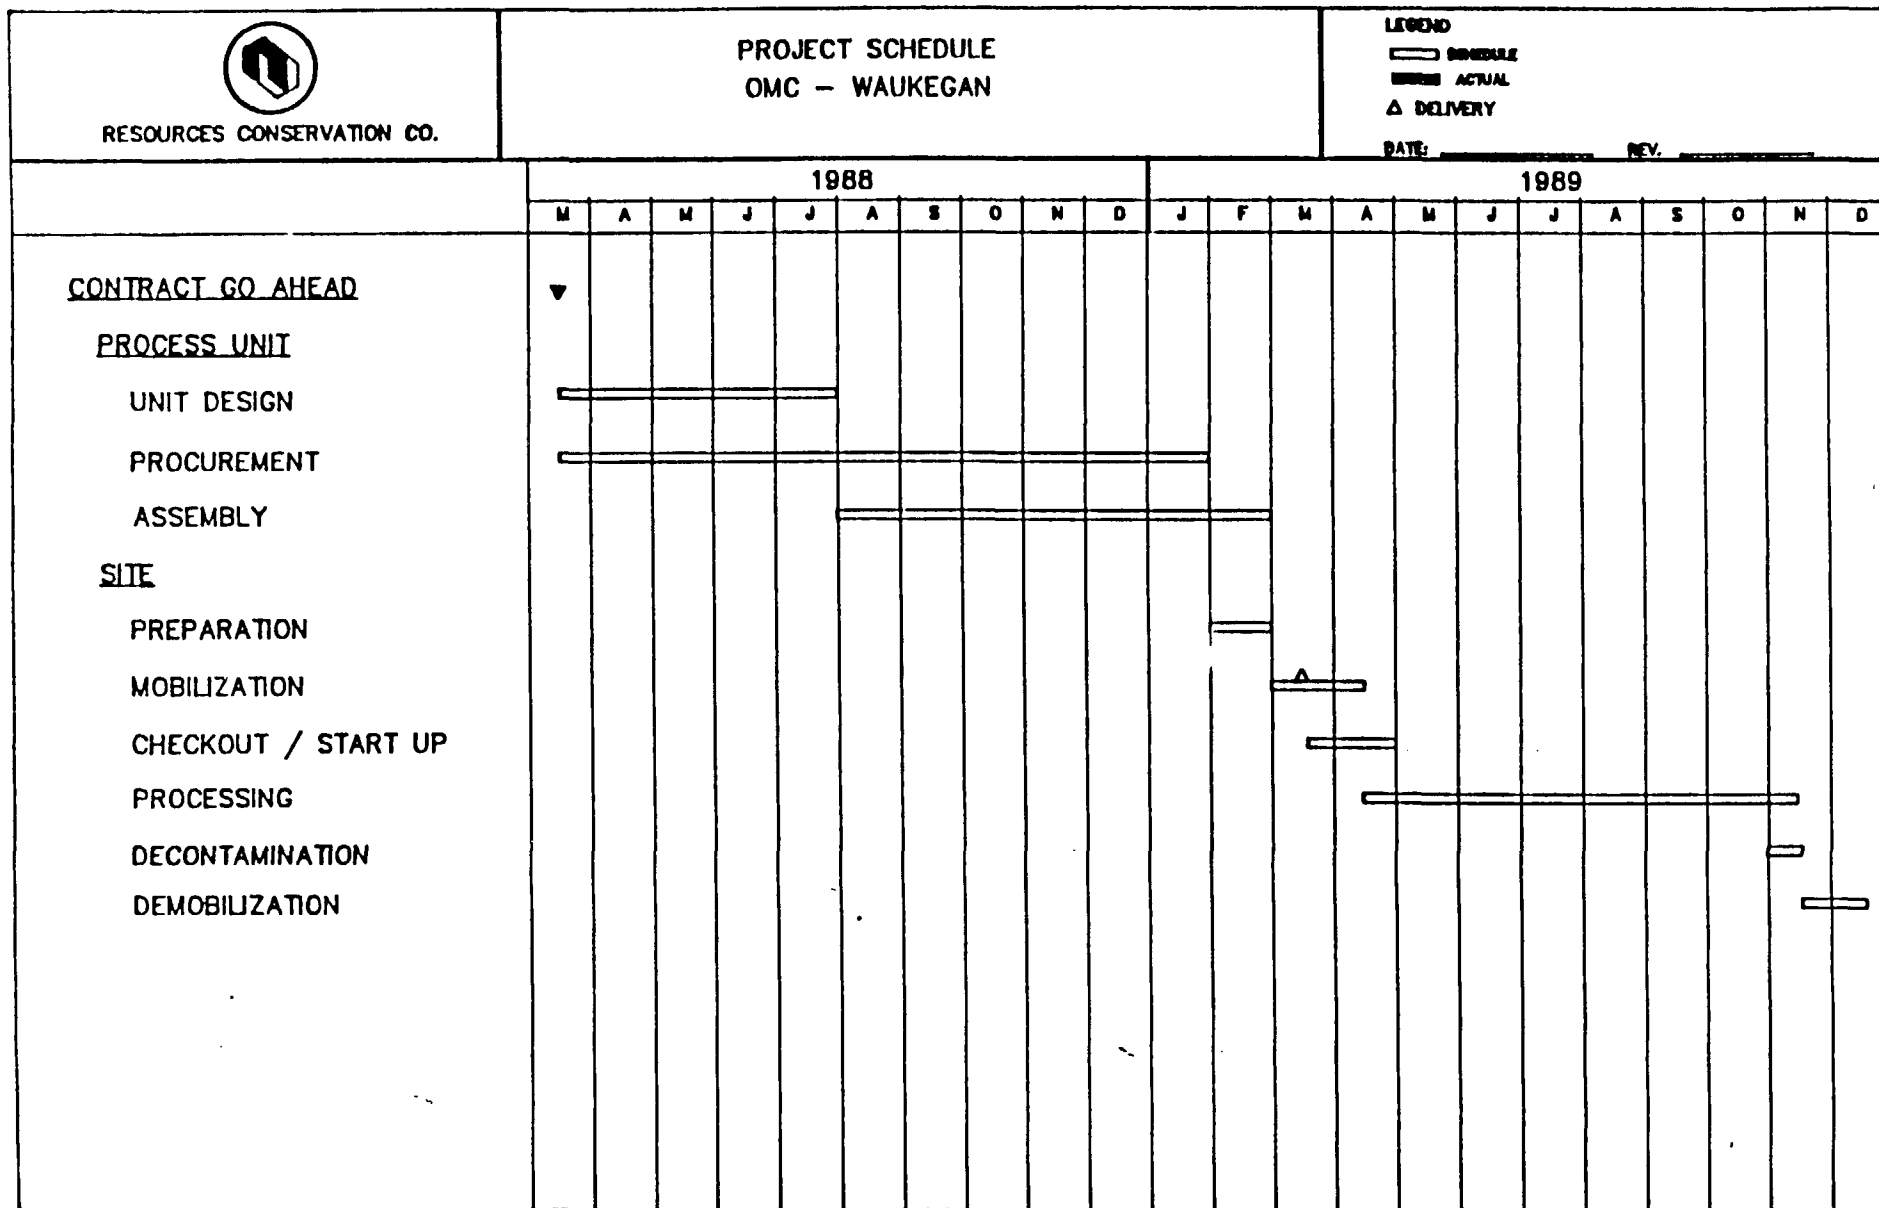 RESOURCES CONSERVATION CO.
PROJECT SCHEDULE
OMC – WAUKEGAN
LEGEND
SCHEDULE
ACTUAL
DELIVERY
DATE: REV.
1988 1989
M A M J J A S O N D J F M A M J J A S O N D
CONTRACT GO AHEAD
PROCESS UNIT
UNIT DESIGN
PROCUREMENT
ASSEMBLY
SITE
PREPARATION
MOBILIZATION
CHECKOUT / START UP
PROCESSING
DECONTAMINATION
DEMOBILIZATION